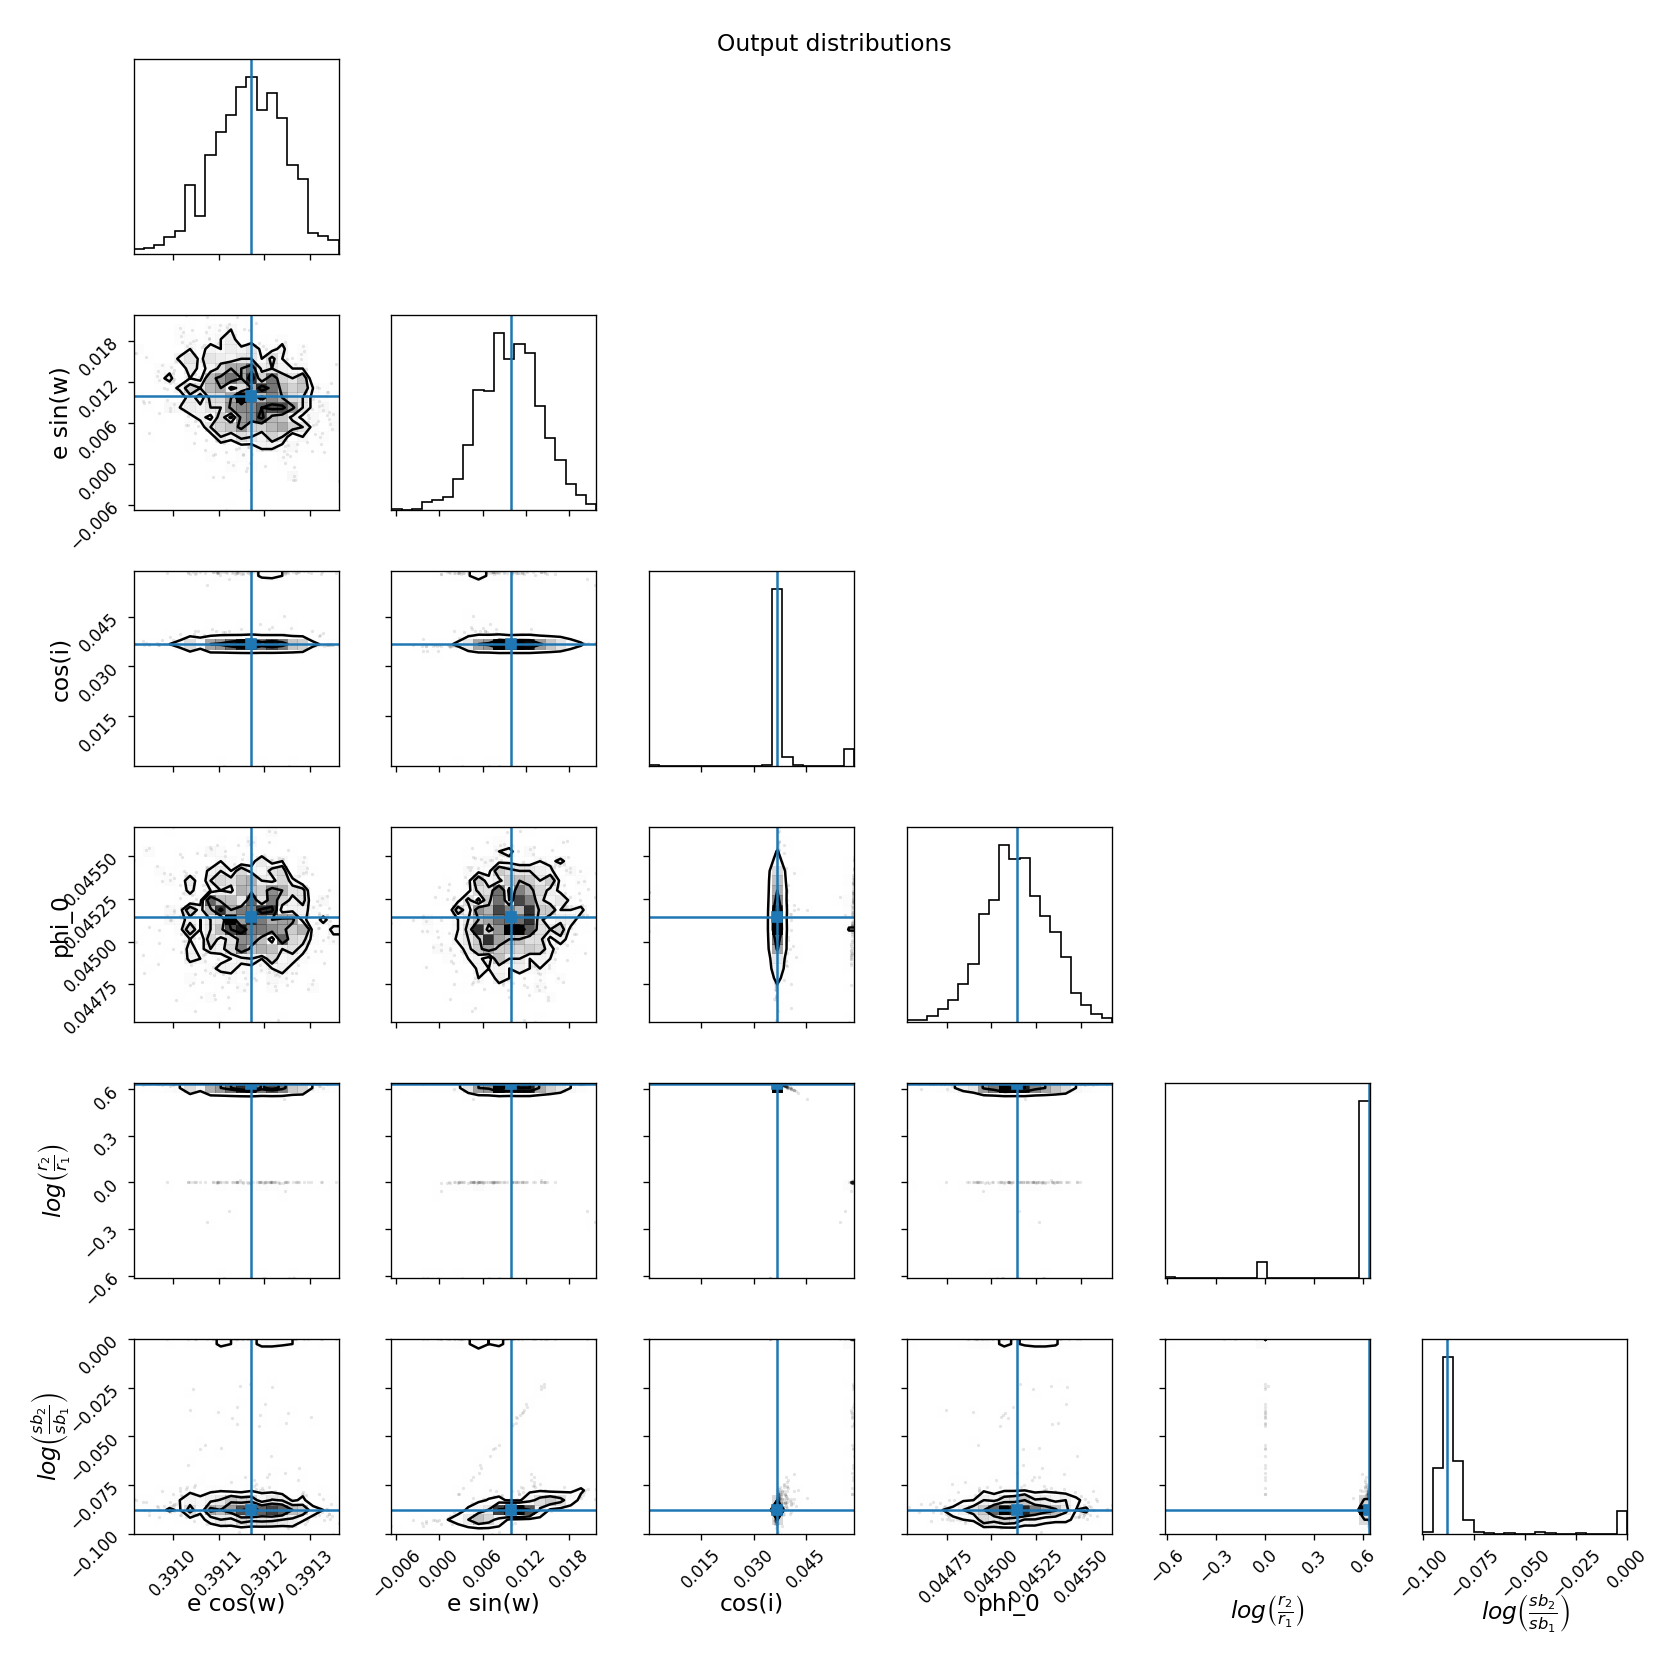 Output distributions
e sin(w)
0.018
0.012
0.006
0.000
−0.006
cos(i)
0.045
0.030
0.015
phi_0
0.04550
0.04525
0.04500
0.04475
log(r2/r1)
0.6
0.3
0.0
−0.3
−0.6
log(sb2/sb1)
0.000
−0.025
−0.050
−0.075
−0.100
0.3910 0.3911 0.3912 0.3913
e cos(w)
−0.006 0.000 0.006 0.012 0.018
e sin(w)
0.015 0.030 0.045
cos(i)
0.04475 0.04500 0.04525 0.04550
phi_0
−0.6 −0.3 0.0 0.3 0.6
log(r2/r1)
−0.100 −0.075 −0.050 −0.025 0.000
log(sb2/sb1)